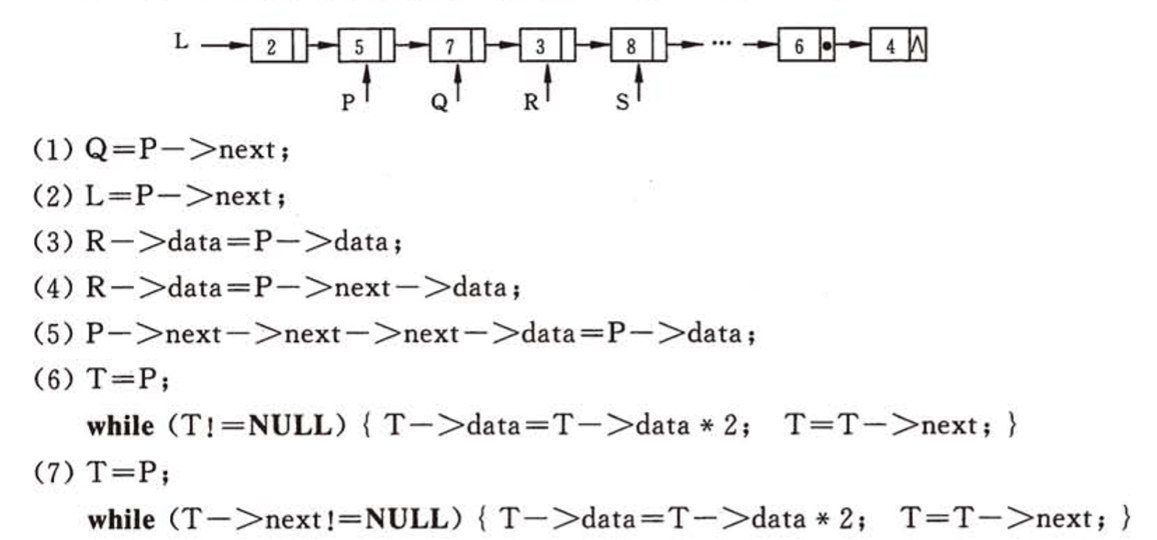 L 2 5 7 3 8 ··· 6 4 ∧
P Q R S
(1) Q=P−>next;
(2) L=P−>next;
(3) R−>data=P−>data;
(4) R−>data=P−>next−>data;
(5) P−>next−>next−>next−>data=P−>data;
(6) T=P;
while (T!=NULL) { T−>data=T−>data * 2; T=T−>next; }
(7) T=P;
while (T−>next!=NULL) { T−>data=T−>data * 2; T=T−>next; }